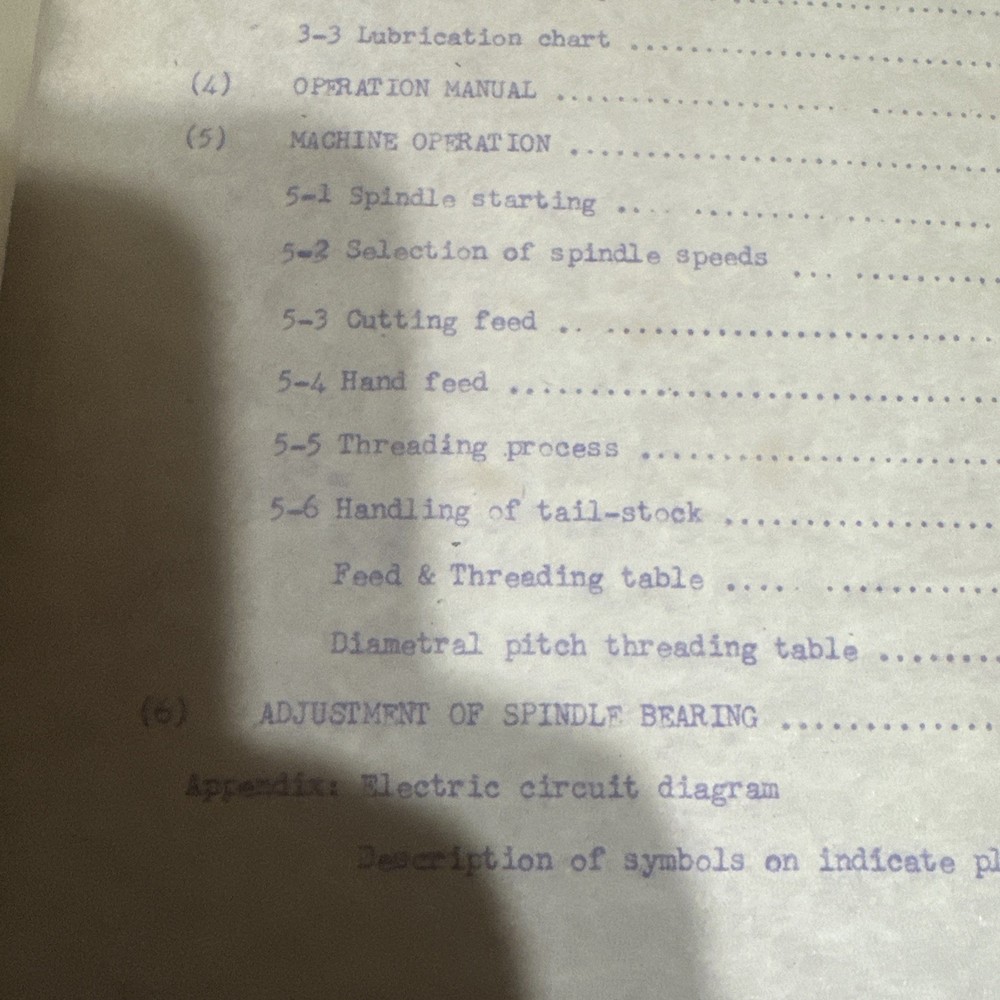 3-3 Lubrication chart ..............................
(4) OPERATION MANUAL ..............................
(5) MACHINE OPERATION ..............................
5-1 Spindle starting .... ........ ..........
5-2 Selection of spindle speeds ... ..........
5-3 Cutting feed .. ..............................
5-4 Hand feed ..............................
5-5 Threading process ......................
5-6 Handling of tail-stock ..................
Feed & Threading table .... ...........
Diametral pitch threading table ........
(6) ADJUSTMENT OF SPINDLE BEARING ..............
Appendix: Electric circuit diagram
Description of symbols on indicate pl